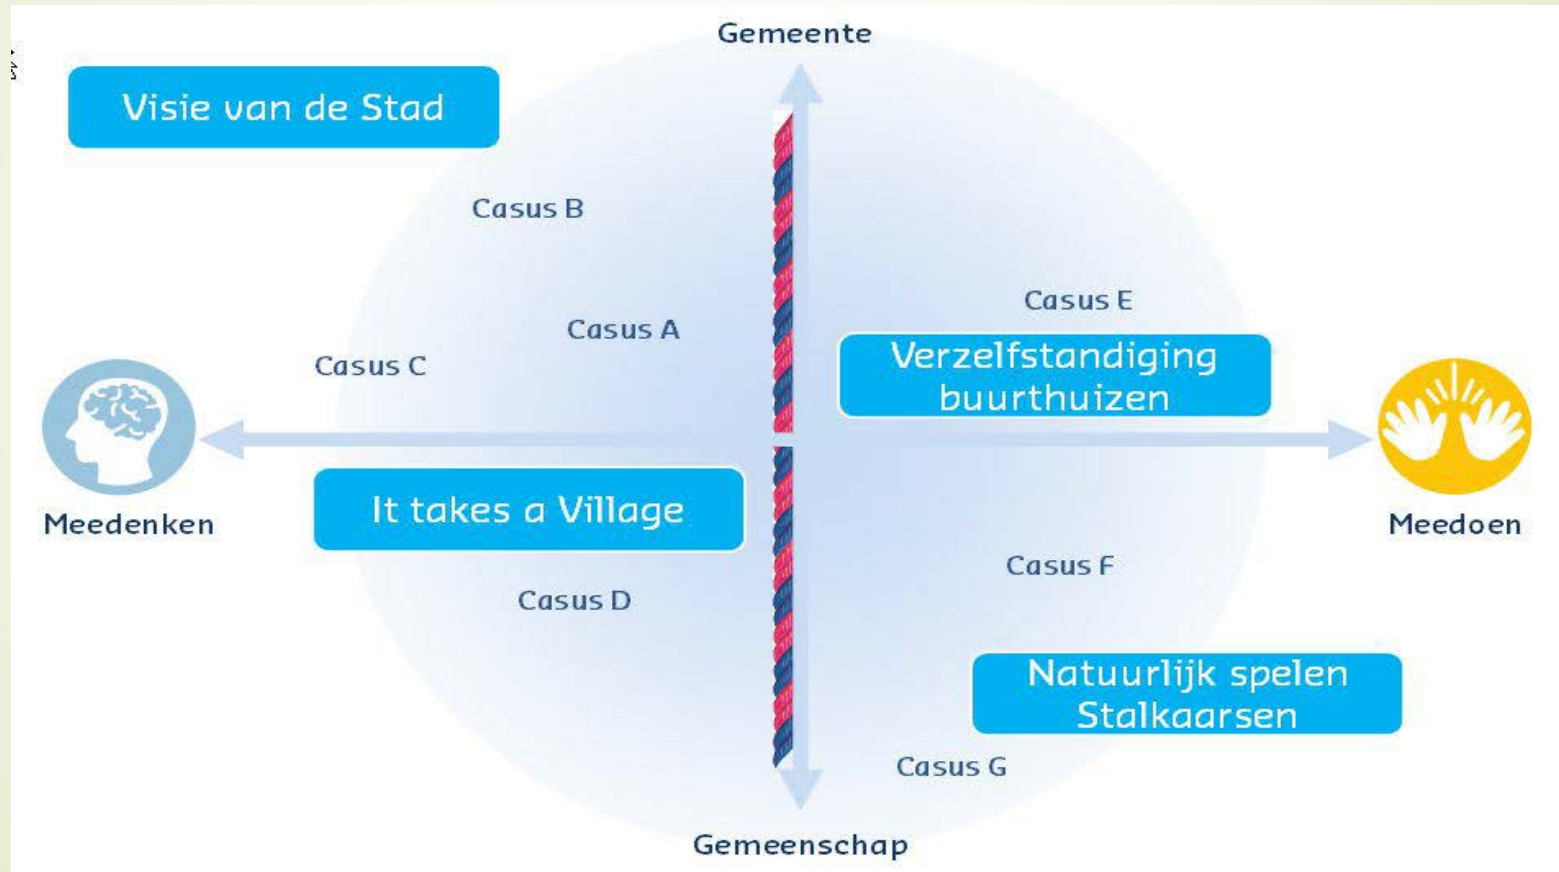 Gemeente
Visie van de Stad
Casus B
Casus E
Casus A
Verzelfstandiging
buurthuizen
Casus C
Meedenken
It takes a Village
Meedoen
Casus F
Casus D
Natuurlijk spelen
Stalkaarsen
Casus G
Gemeenschap